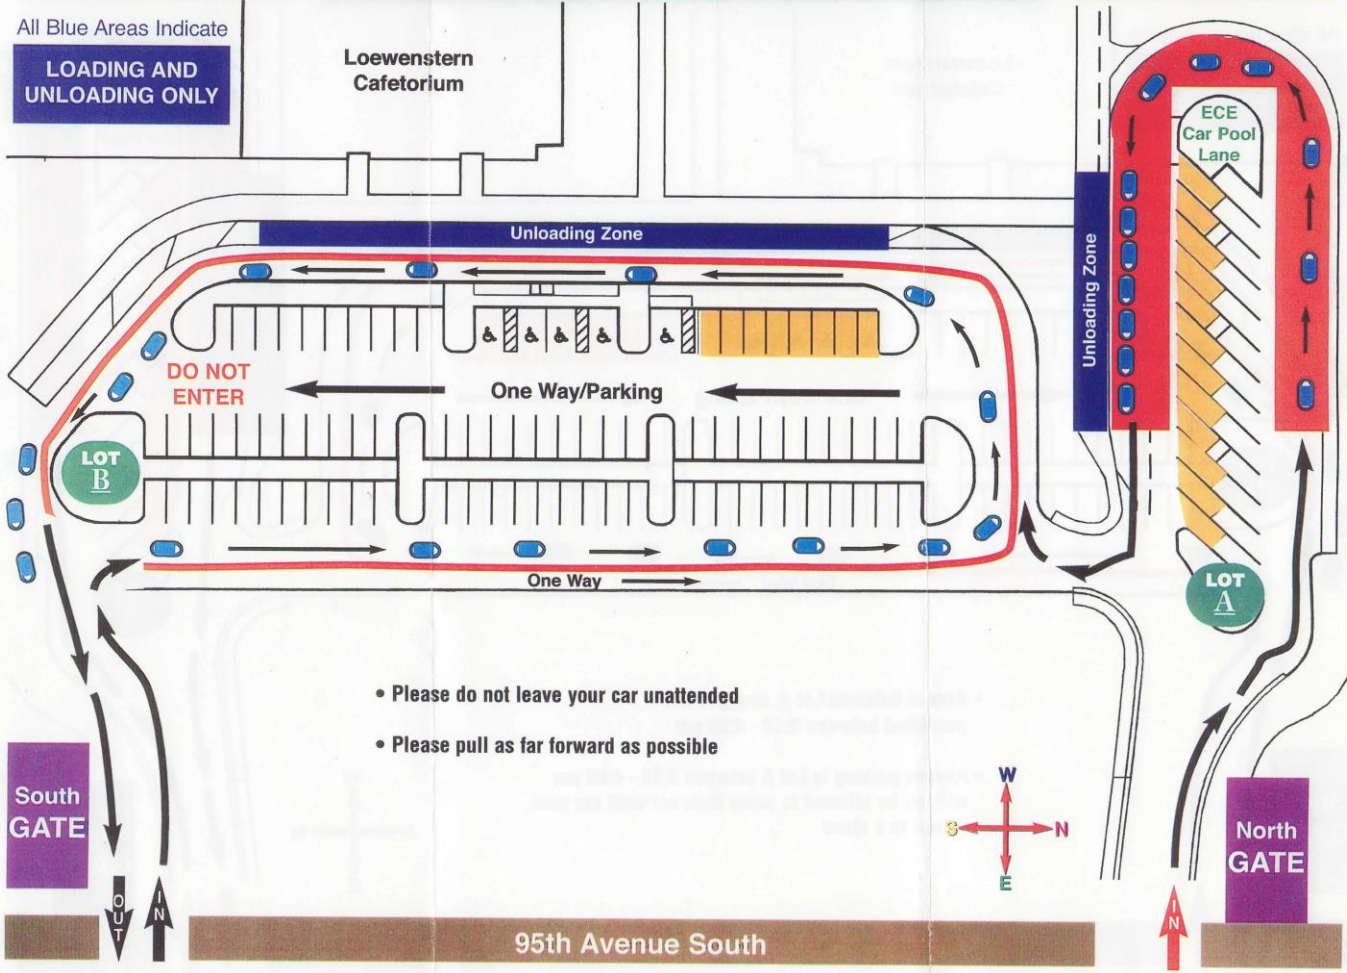 All Blue Areas Indicate
LOADING AND
UNLOADING ONLY
Loewenstern
Cafetorium
ECE
Car Pool
Lane
Unloading Zone
Unloading Zone
DO NOT
ENTER
One Way/Parking
LOT
B
One Way
LOT
A
• Please do not leave your car unattended
• Please pull as far forward as possible
South
GATE
W
S
N
E
North
GATE
OUT
IN
95th Avenue South
IN